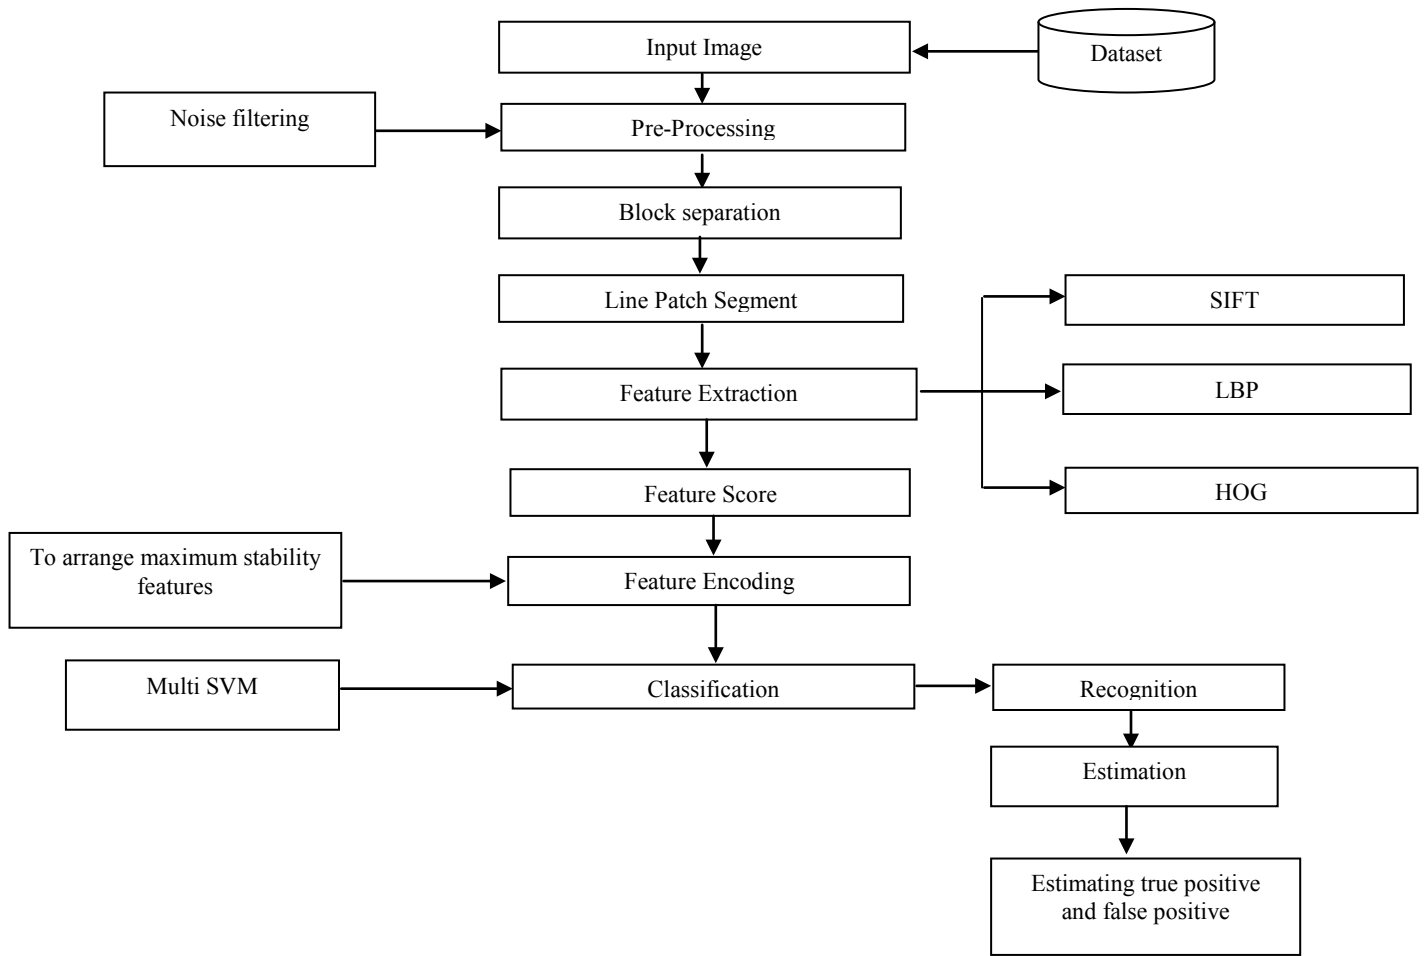 Input Image
Dataset
Noise filtering
Pre-Processing
Block separation
Line Patch Segment
SIFT
Feature Extraction
LBP
Feature Score
HOG
To arrange maximum stability
features
Feature Encoding
Multi SVM
Classification
Recognition
Estimation
Estimating true positive
and false positive